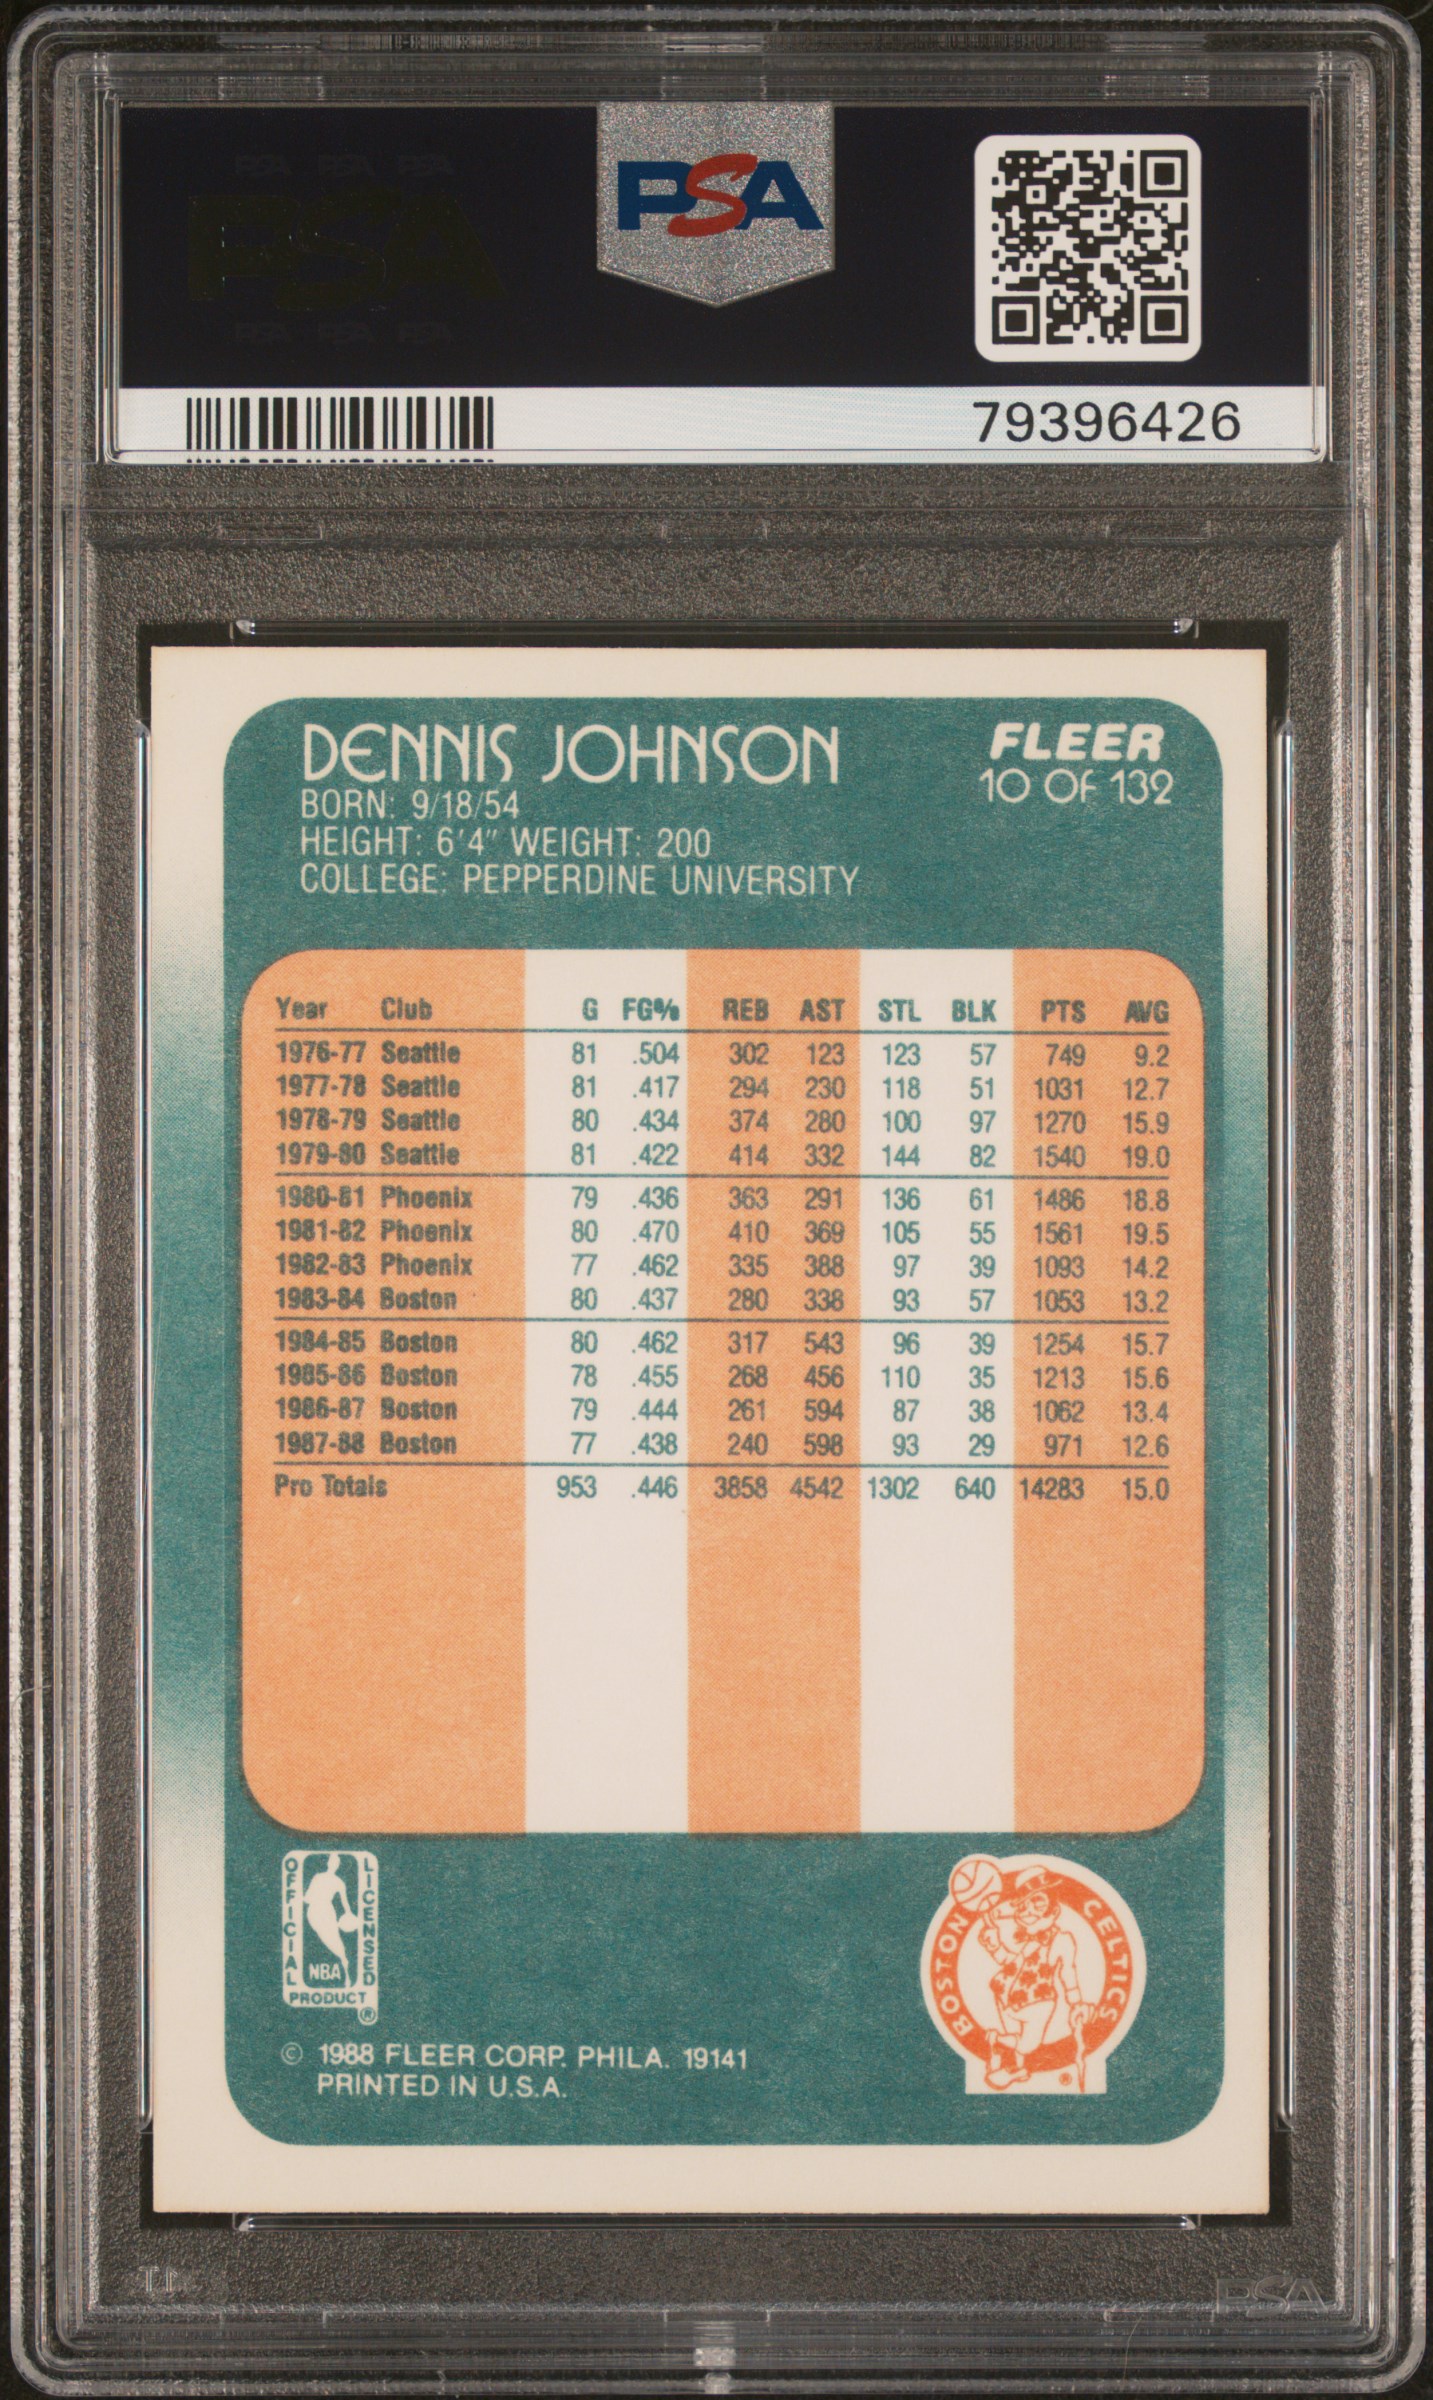 PSA
PSA PSA PSA
PSA
PSA PSA PSA
79396426
DENNIS JOHNSON
FLEER
10 OF 132
BORN: 9/18/54
HEIGHT: 6'4" WEIGHT: 200
COLLEGE: PEPPERDINE UNIVERSITY
Year Club G FG% REB AST STL BLK PTS AVG
1976-77 Seattle 81 .504 302 123 123 57 749 9.2
1977-78 Seattle 81 .417 294 230 118 51 1031 12.7
1978-79 Seattle 80 .434 374 280 100 97 1270 15.9
1979-80 Seattle 81 .422 414 332 144 82 1540 19.0
1980-81 Phoenix 79 .436 363 291 136 61 1486 18.8
1981-82 Phoenix 80 .470 410 369 105 55 1561 19.5
1982-83 Phoenix 77 .462 335 388 97 39 1093 14.2
1983-84 Boston 80 .437 280 338 93 57 1053 13.2
1984-85 Boston 80 .462 317 543 96 39 1254 15.7
1985-86 Boston 78 .455 268 456 110 35 1213 15.6
1986-87 Boston 79 .444 261 594 87 38 1062 13.4
1987-88 Boston 77 .438 240 598 93 29 971 12.6
Pro Totals 953 .446 3858 4542 1302 640 14283 15.0
OFFICIAL LICENSED
NBA
PRODUCT ®
BOSTON CELTICS
®
© 1988 FLEER CORP. PHILA. 19141
PRINTED IN U.S.A.
PSA